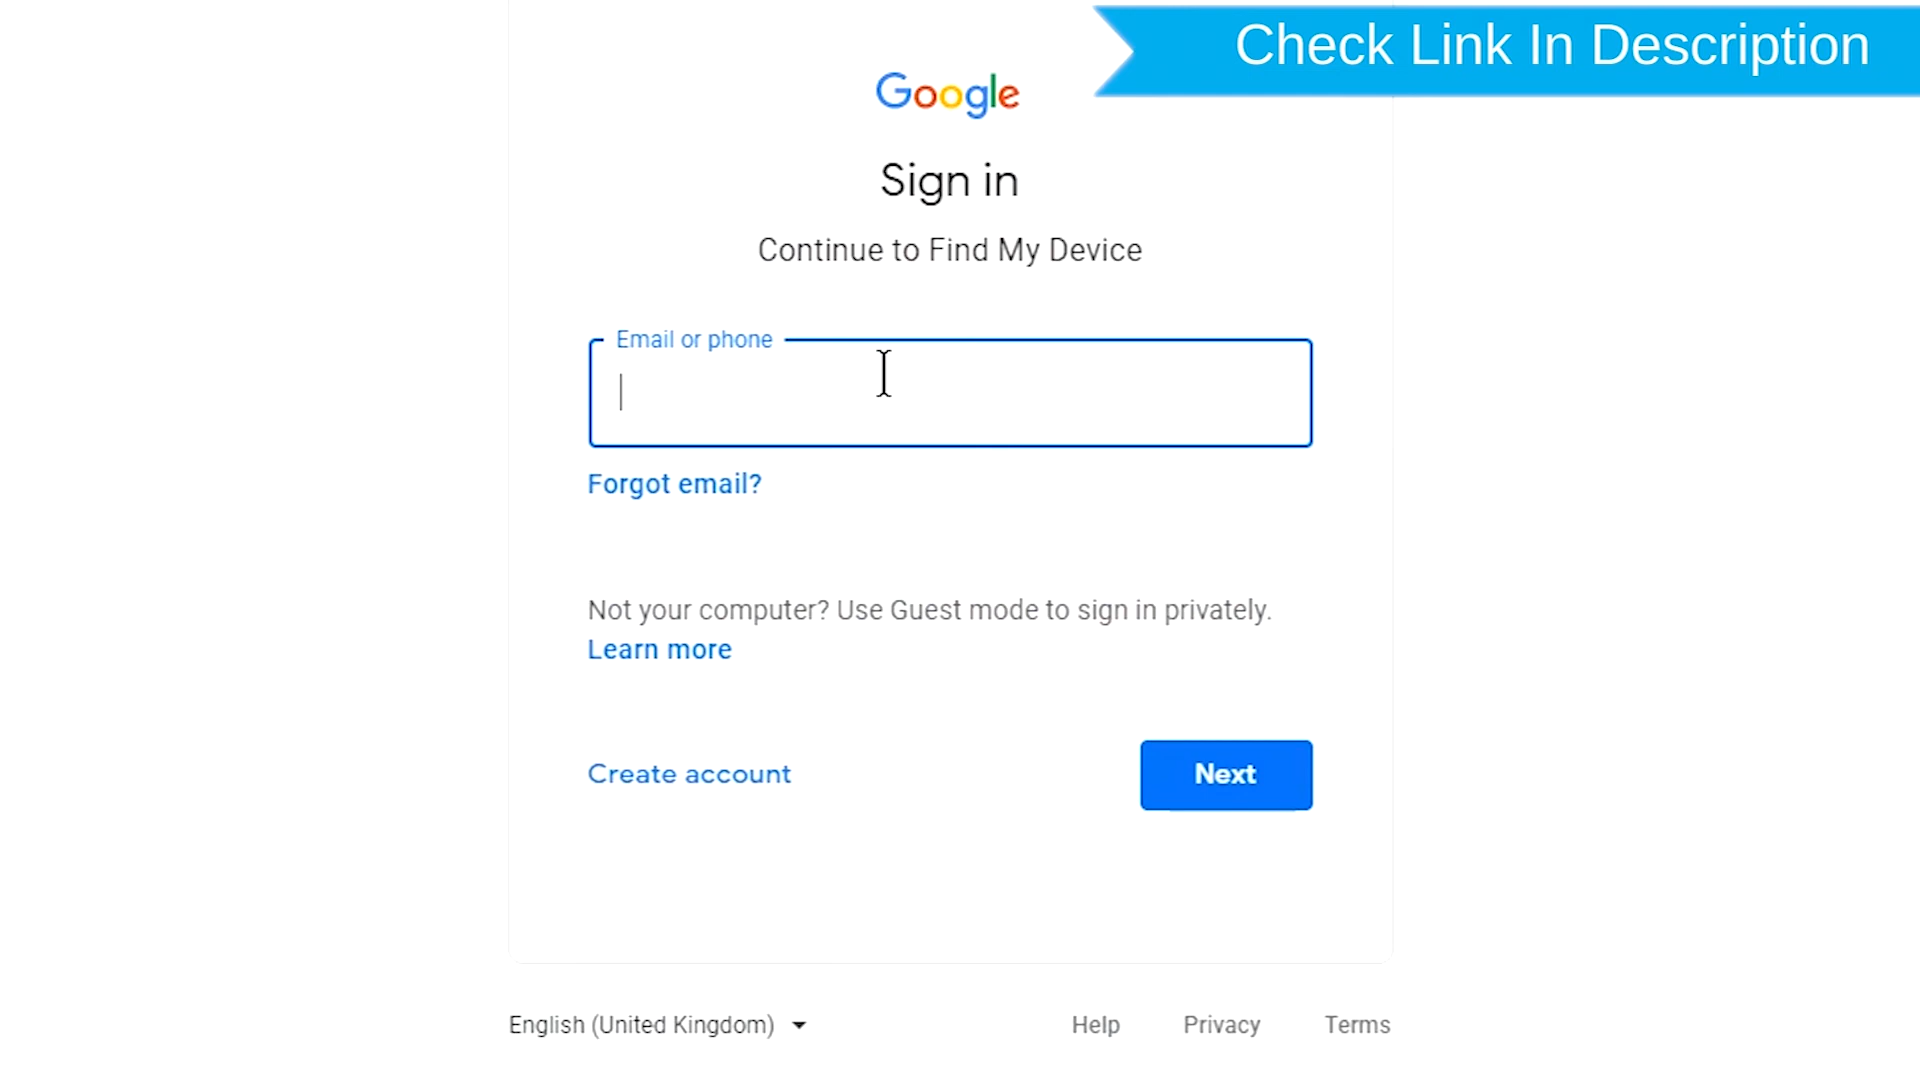 Check Link In Description
Google
Sign in
Continue to Find My Device
Email or phone
Forgot email?
Not your computer? Use Guest mode to sign in privately.
Learn more
Create account
Next
English (United Kingdom)
Help
Privacy
Terms